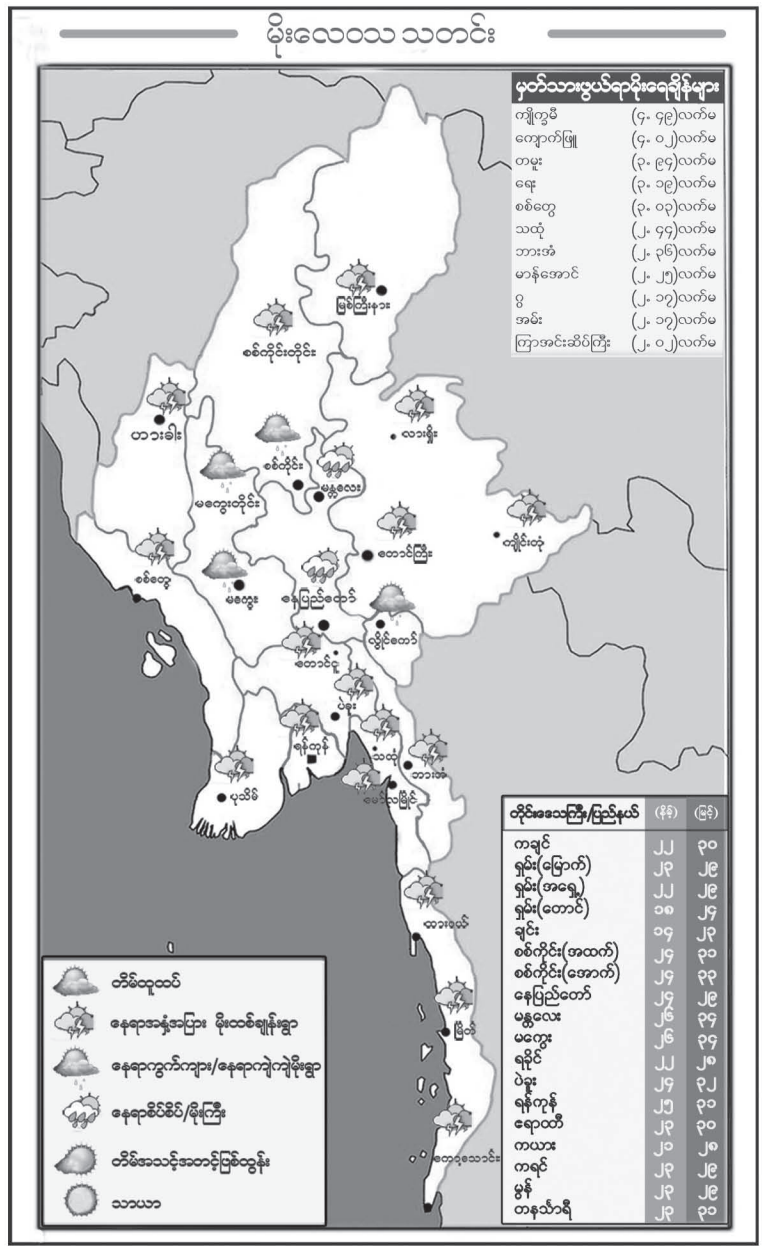 မိုးလေဝသ သတင်း
မှတ်သားဖွယ်ရာမိုးရေချိန်များ
ကျိုက္ခမီ (၄. ၄၉)လက်မ
ကျောက်ဖြူ (၄. ၀၂)လက်မ
တမူး (၃. ၉၄)လက်မ
ရေး (၃. ၁၉)လက်မ
စစ်တွေ (၃. ၀၃)လက်မ
သထုံ (၂. ၄၄)လက်မ
ဘားအံ (၂. ၃၆)လက်မ
မာန်အောင် (၂. ၂၅)လက်မ
ဂွ (၂. ၁၇)လက်မ
အမ်း (၂. ၁၇)လက်မ
ကြာအင်းဆိပ်ကြီး (၂. ၀၂)လက်မ
မြစ်ကြီးနား
စစ်ကိုင်းတိုင်း
ဟားခါး
လားရှိုး
စစ်ကိုင်း
မန္တလေး
မကွေးတိုင်း
ကျိုင်းတုံ
တောင်ကြီး
စစ်တွေ
မကွေး
နေပြည်တော်
လွိုင်ကော်
တောင်ငူ
ပဲခူး
ရန်ကုန်
သထုံ
ဘားအံ
ပုသိမ်
မော်လမြိုင်
ထားဝယ်
မြိတ်
ကော့သောင်း
တိုင်းဒေသကြီး/ပြည်နယ် (နိမ့်) (မြင့်)
ကချင် ၂၂ ၃၀
ရှမ်း(မြောက်) ၂၃ ၂၉
ရှမ်း(အရှေ့) ၂၂ ၂၉
ရှမ်း(တောင်) ၁၈ ၂၄
ချင်း ၁၄ ၂၃
စစ်ကိုင်း(အထက်) ၂၄ ၃၁
စစ်ကိုင်း(အောက်) ၂၄ ၃၃
နေပြည်တော် ၂၄ ၂၉
မန္တလေး ၂၆ ၃၄
မကွေး ၂၆ ၃၄
ရခိုင် ၂၂ ၂၈
ပဲခူး ၂၄ ၃၂
ရန်ကုန် ၂၅ ၃၁
ဧရာဝတီ ၂၃ ၃၀
ကယား ၂၁ ၂၈
ကရင် ၂၃ ၂၉
မွန် ၂၃ ၂၉
တနင်္သာရီ ၂၃ ၃၁
တိမ်ထူထပ်
နေရာအနှံ့အပြား မိုးထစ်ချုန်းရွာ
နေရာကွက်ကျား/နေရာကျဲကျဲမိုးရွာ
နေရာစိပ်စိပ်/မိုးကြီး
တိမ်အသင့်အတင့်ဖြစ်ထွန်း
သာယာ